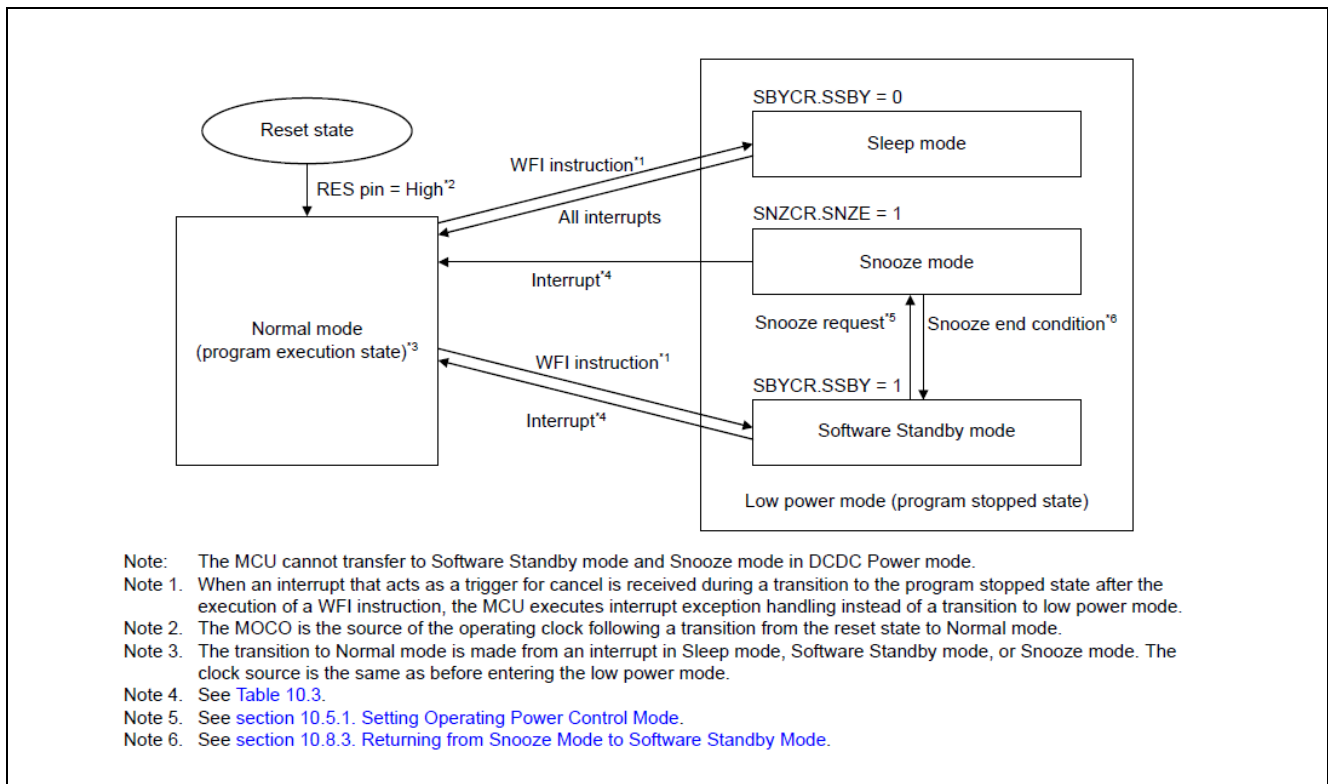 Reset state
RES pin = High*2
Normal mode
(program execution state)*3
WFI instruction*1
All interrupts
Interrupt*4
WFI instruction*1
Interrupt*4
SBYCR.SSBY = 0
Sleep mode
SNZCR.SNZE = 1
Snooze mode
Snooze request*5
Snooze end condition*6
SBYCR.SSBY = 1
Software Standby mode
Low power mode (program stopped state)
Note: The MCU cannot transfer to Software Standby mode and Snooze mode in DCDC Power mode.
Note 1. When an interrupt that acts as a trigger for cancel is received during a transition to the program stopped state after the
execution of a WFI instruction, the MCU executes interrupt exception handling instead of a transition to low power mode.
Note 2. The MOCO is the source of the operating clock following a transition from the reset state to Normal mode.
Note 3. The transition to Normal mode is made from an interrupt in Sleep mode, Software Standby mode, or Snooze mode. The
clock source is the same as before entering the low power mode.
Note 4. See Table 10.3.
Note 5. See section 10.5.1. Setting Operating Power Control Mode.
Note 6. See section 10.8.3. Returning from Snooze Mode to Software Standby Mode.